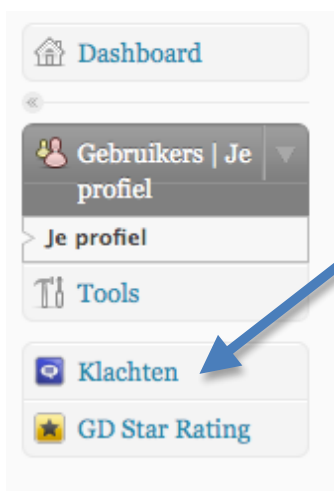 Dashboard
Gebruikers | Je
profiel
Je profiel
Tools
Klachten
GD Star Rating